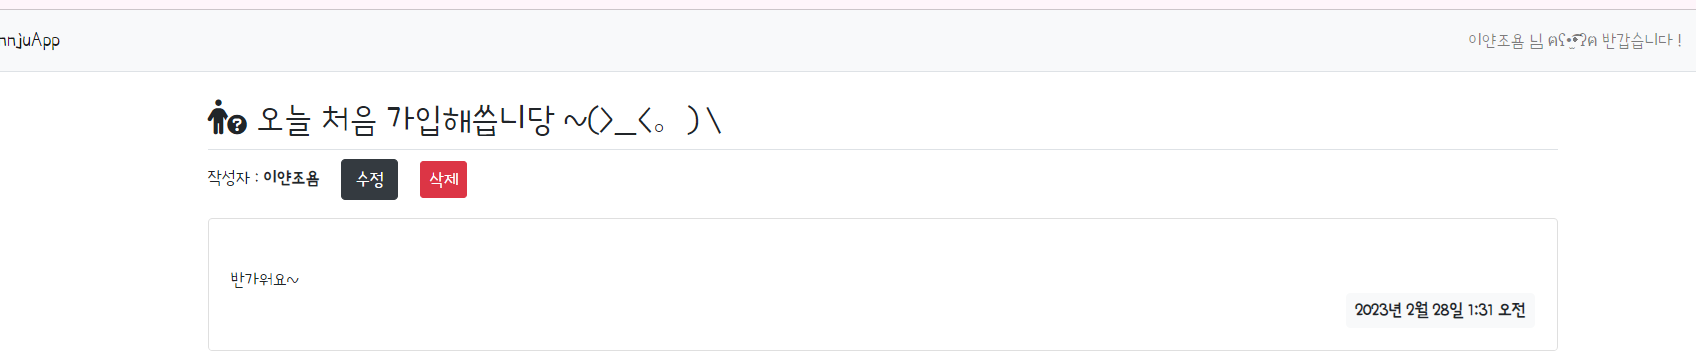 nnjuApp
이얀조욤 님 ฅʕ•̫͡•ʔฅ 반갑습니다 !
오늘 처음 가입해씁니당 ~(>_<。)\
작성자 : 이얀조욤 수정 삭제
반가워요~
2023년 2월 28일 1:31 오전